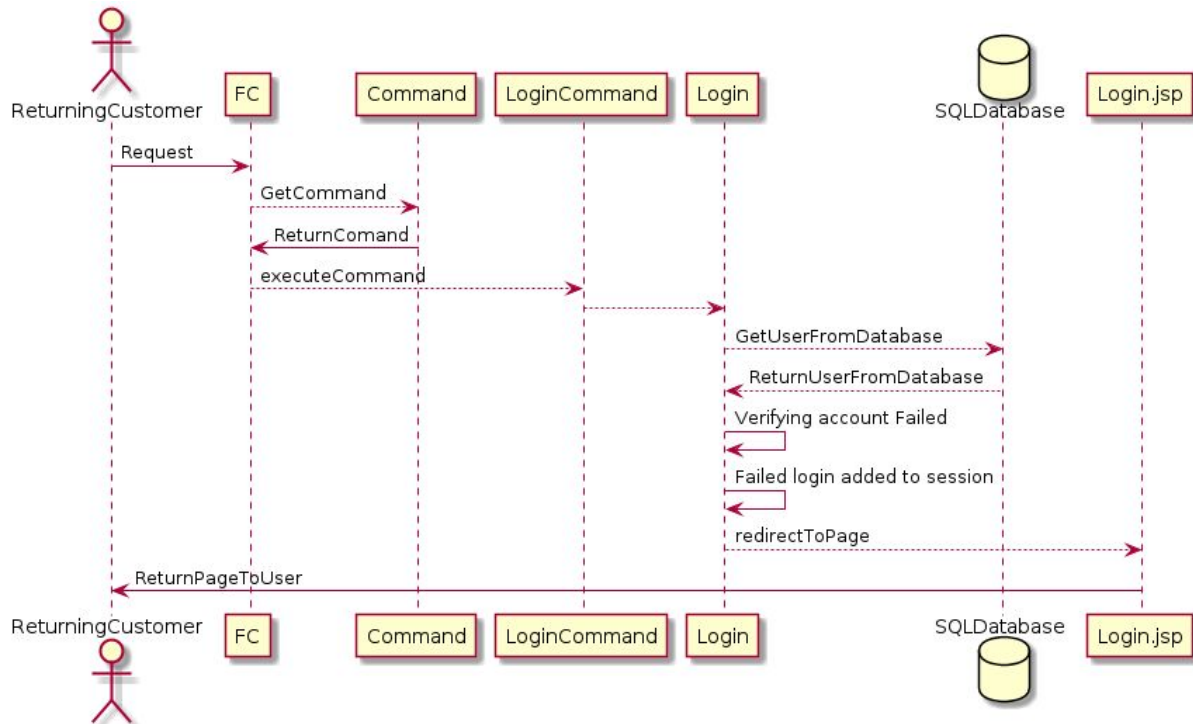 ReturningCustomer
FC
Command
LoginCommand
Login
SQLDatabase
Login.jsp
Request
GetCommand
ReturnComand
executeCommand
GetUserFromDatabase
ReturnUserFromDatabase
Verifying account Failed
Failed login added to session
redirectToPage
ReturnPageToUser
ReturningCustomer
FC
Command
LoginCommand
Login
SQLDatabase
Login.jsp